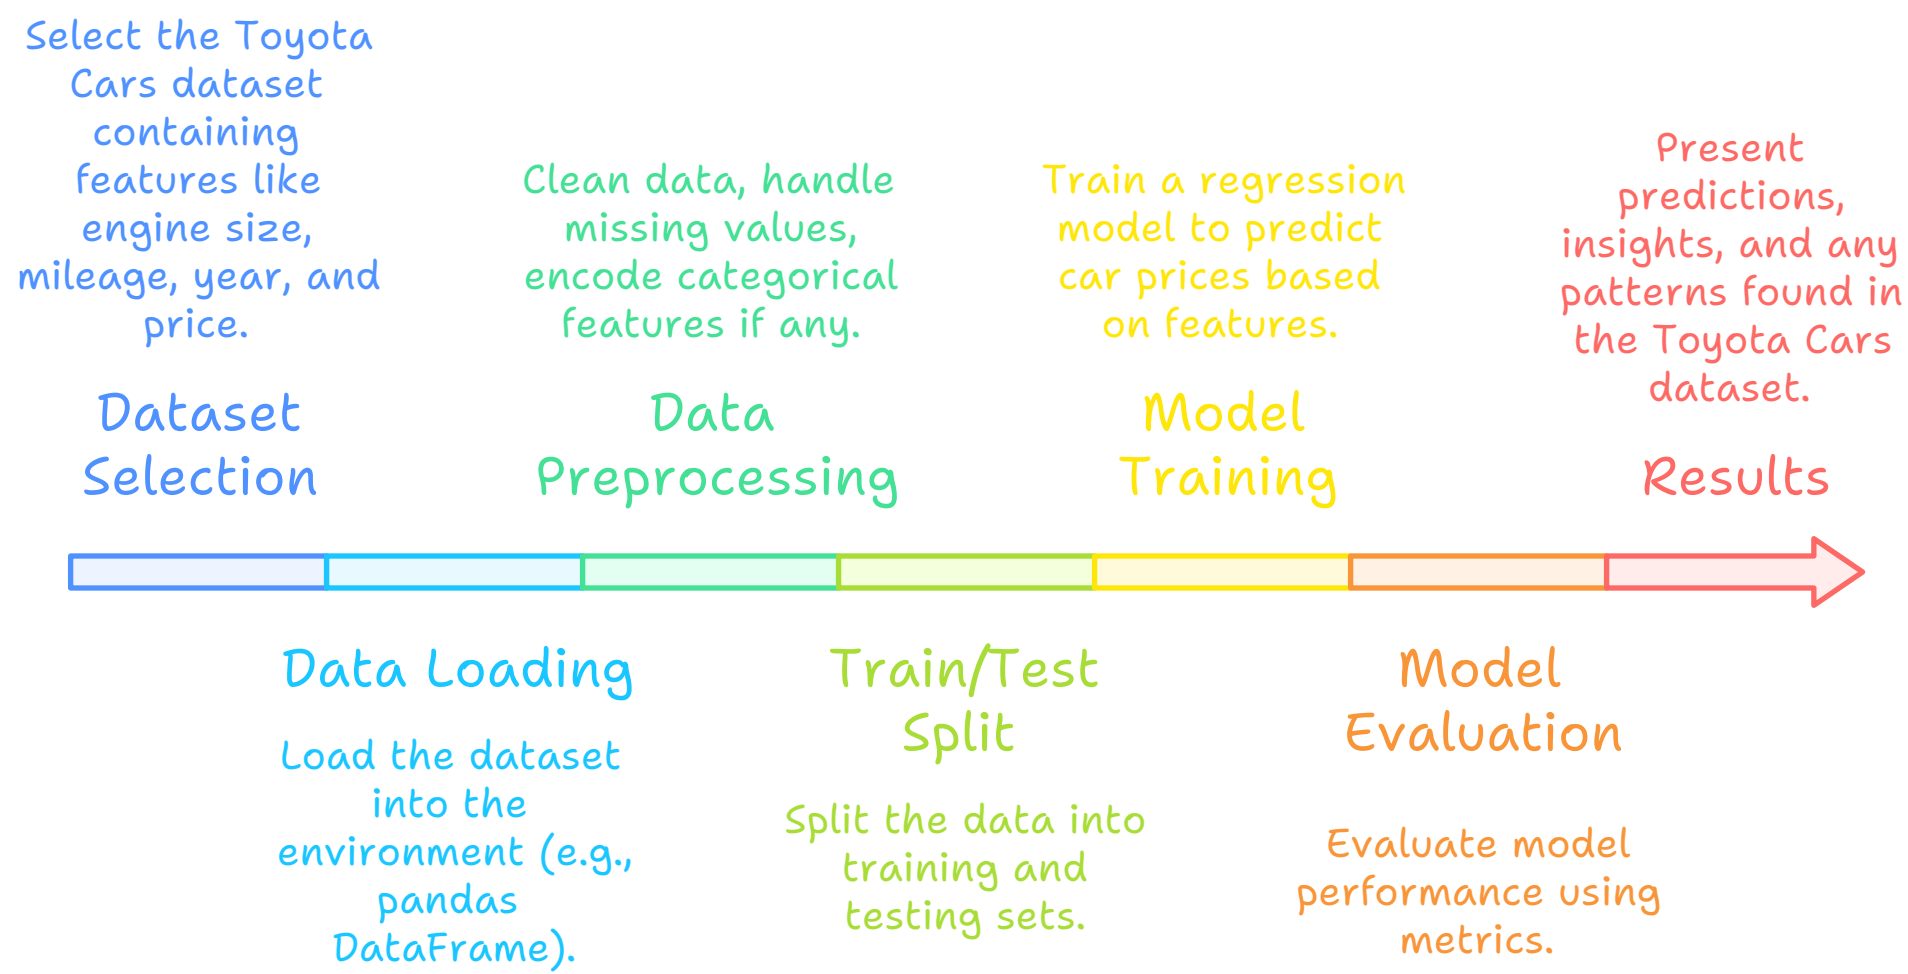 Select the Toyota
Cars dataset
containing
features like
engine size,
mileage, year, and
price.
Dataset
Selection
Data Loading
Load the dataset
into the
environment (e.g.,
pandas
DataFrame).
Clean data, handle
missing values,
encode categorical
features if any.
Data
Preprocessing
Train/Test
Split
Split the data into
training and
testing sets.
Train a regression
model to predict
car prices based
on features.
Model
Training
Model
Evaluation
Evaluate model
performance using
metrics.
Present
predictions,
insights, and any
patterns found in
the Toyota Cars
dataset.
Results